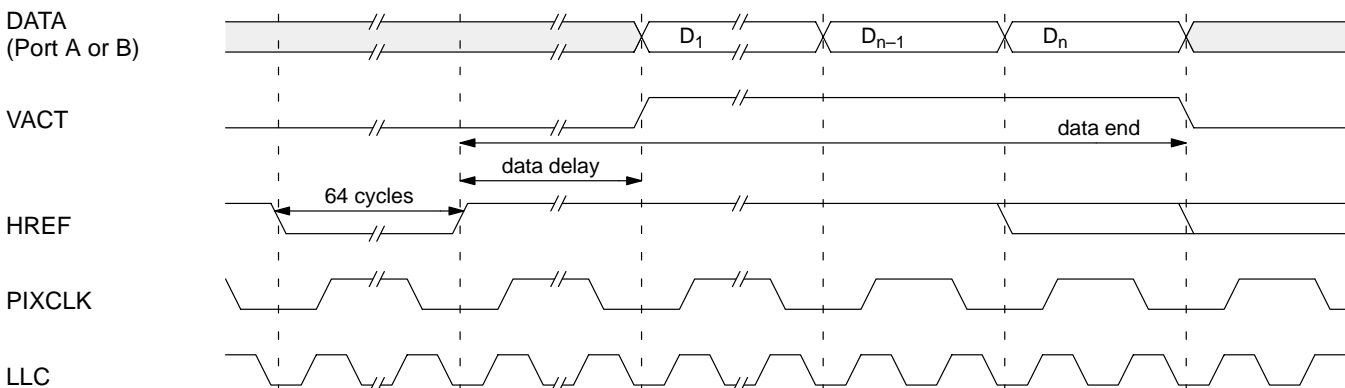 DATA
(Port A or B)
D1
Dn–1
Dn
VACT
data end
data delay
64 cycles
HREF
PIXCLK
LLC